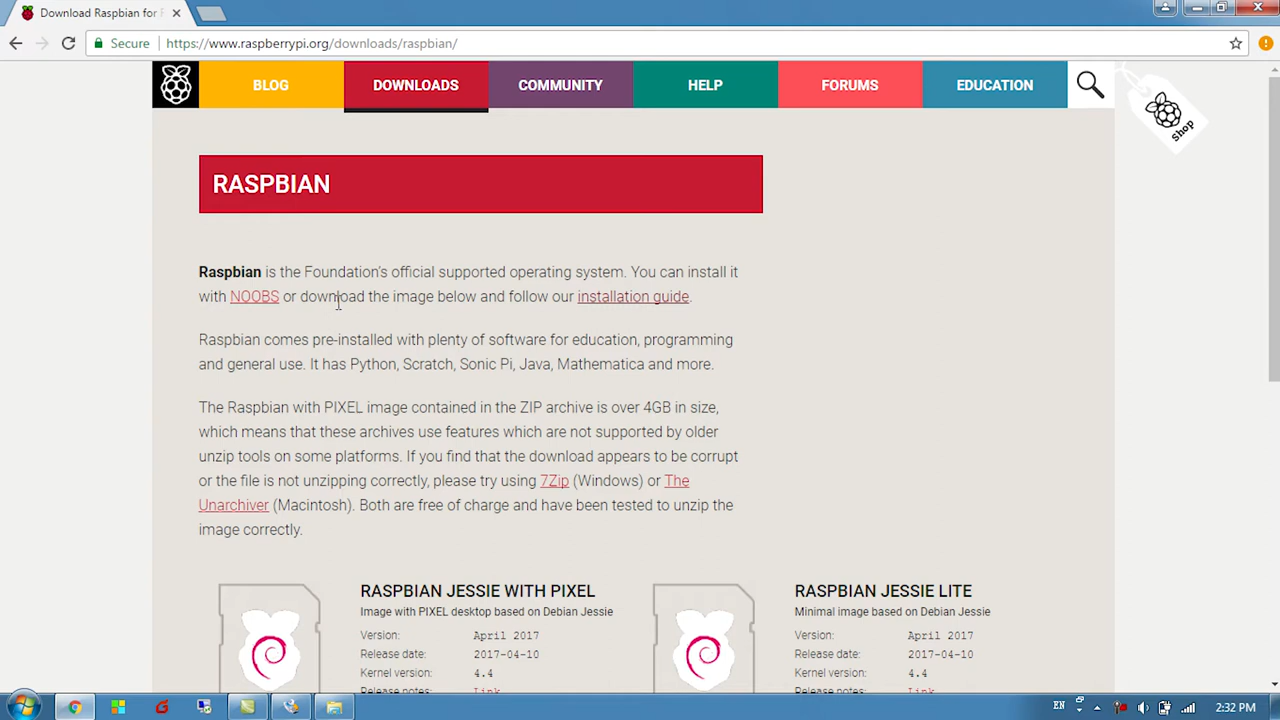 Download Raspbian for
Secure https://www.raspberrypi.org/downloads/raspbian/
BLOG DOWNLOADS COMMUNITY HELP FORUMS EDUCATION
Shop
RASPBIAN
Raspbian is the Foundation's official supported operating system. You can install it
with NOOBS or download the image below and follow our installation guide.
Raspbian comes pre-installed with plenty of software for education, programming
and general use. It has Python, Scratch, Sonic Pi, Java, Mathematica and more.
The Raspbian with PIXEL image contained in the ZIP archive is over 4GB in size,
which means that these archives use features which are not supported by older
unzip tools on some platforms. If you find that the download appears to be corrupt
or the file is not unzipping correctly, please try using 7Zip (Windows) or The
Unarchiver (Macintosh). Both are free of charge and have been tested to unzip the
image correctly.
RASPBIAN JESSIE WITH PIXEL
Image with PIXEL desktop based on Debian Jessie
Version: April 2017
Release date: 2017-04-10
Kernel version: 4.4
Release notes: Link
RASPBIAN JESSIE LITE
Minimal image based on Debian Jessie
Version: April 2017
Release date: 2017-04-10
Kernel version: 4.4
Release notes: Link
EN 2:32 PM